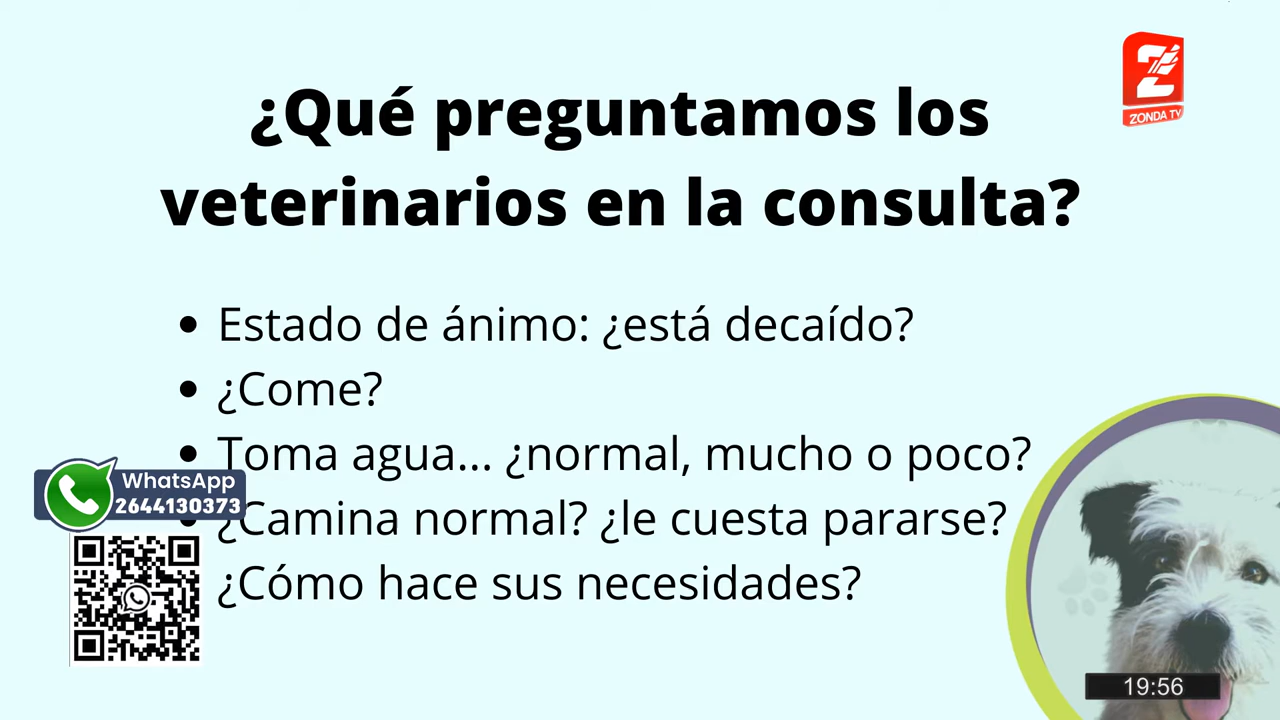 ¿Qué preguntamos los
veterinarios en la consulta?
Z
ZONDA TV
Estado de ánimo: ¿está decaído?
¿Come?
Toma agua... ¿normal, mucho o poco?
¿Camina normal? ¿le cuesta pararse?
¿Cómo hace sus necesidades?
WhatsApp
2644130373
19:56